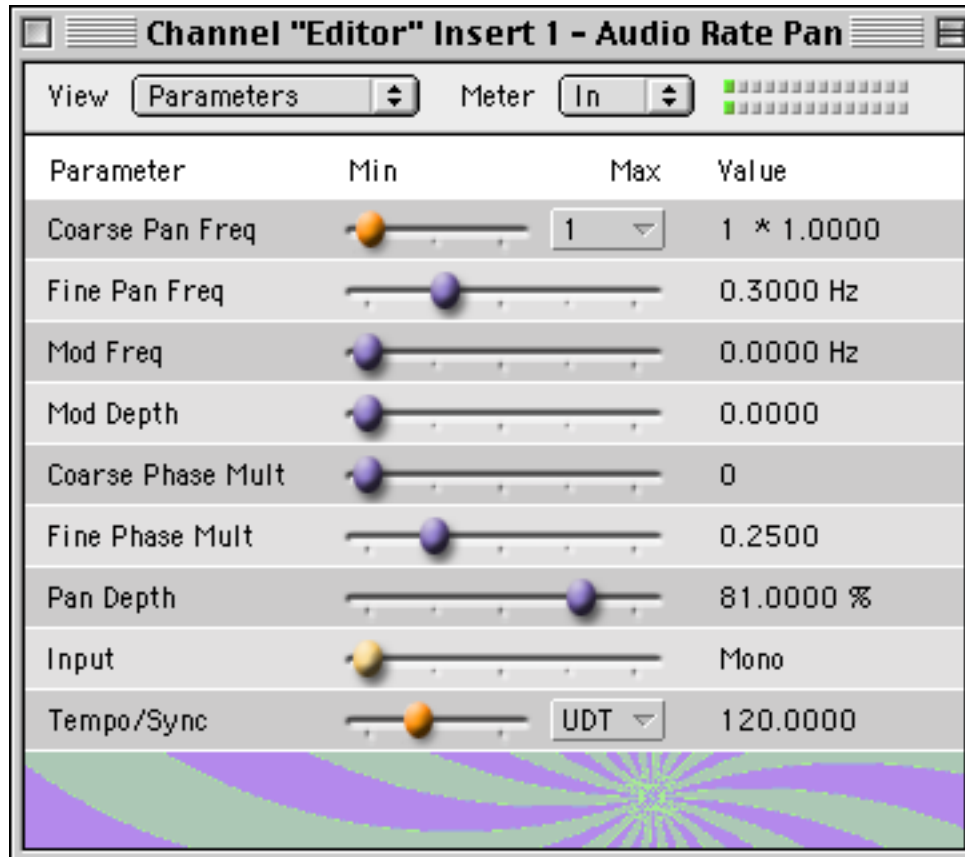 Channel "Editor" Insert 1 - Audio Rate Pan
View Parameters Meter In
Parameter Min Max Value
Coarse Pan Freq 1 1 * 1.0000
Fine Pan Freq 0.3000 Hz
Mod Freq 0.0000 Hz
Mod Depth 0.0000
Coarse Phase Mult 0
Fine Phase Mult 0.2500
Pan Depth 81.0000 %
Input Mono
Tempo/Sync UDT 120.0000